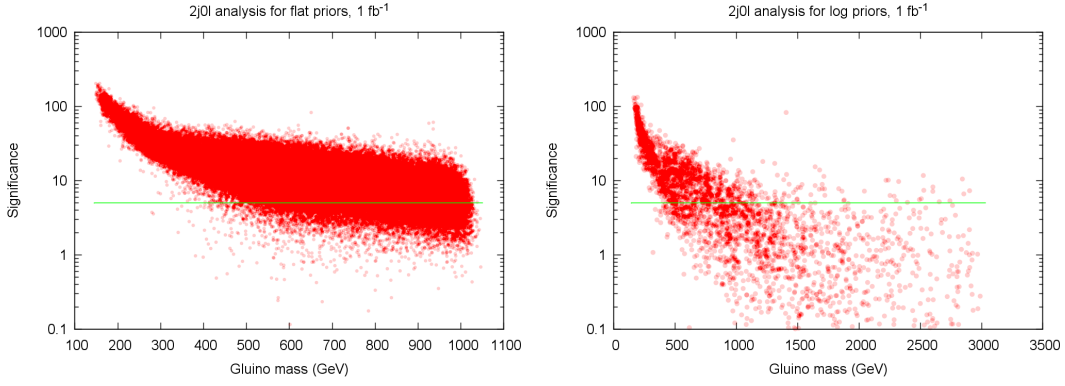 2j0l analysis for flat priors, 1 fb-1
Significance
1000
100
10
1
0.1
100 200 300 400 500 600 700 800 900 1000 1100
Gluino mass (GeV)
2j0l analysis for log priors, 1 fb-1
Significance
1000
100
10
1
0.1
0 500 1000 1500 2000 2500 3000 3500
Gluino mass (GeV)